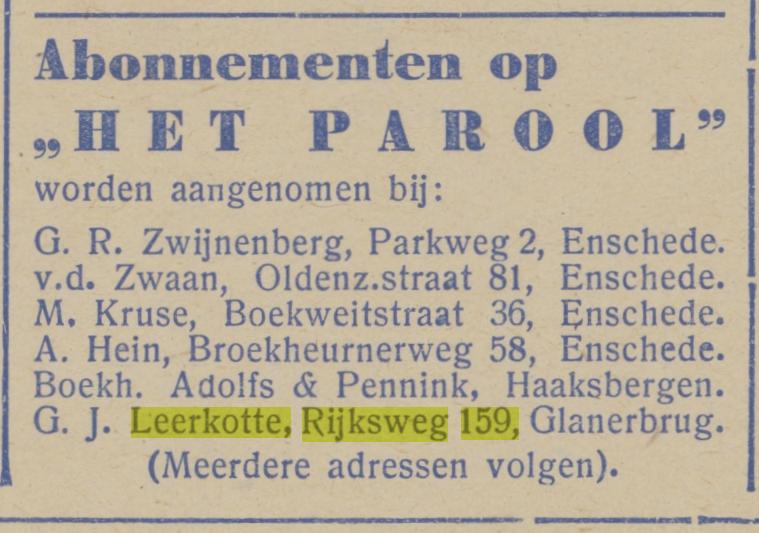 Abonnementen op
„HET PAROOL”
worden aangenomen bij:
G. R. Zwijnenberg, Parkweg 2, Enschede.
v.d. Zwaan, Oldenz.straat 81, Enschede.
M. Kruse, Boekweitstraat 36, Enschede.
A. Hein, Broekheurnerweg 58, Enschede.
Boekh. Adolfs & Pennink, Haaksbergen.
G. J. Leerkotte, Rijksweg 159, Glanerbrug.
(Meerdere adressen volgen).